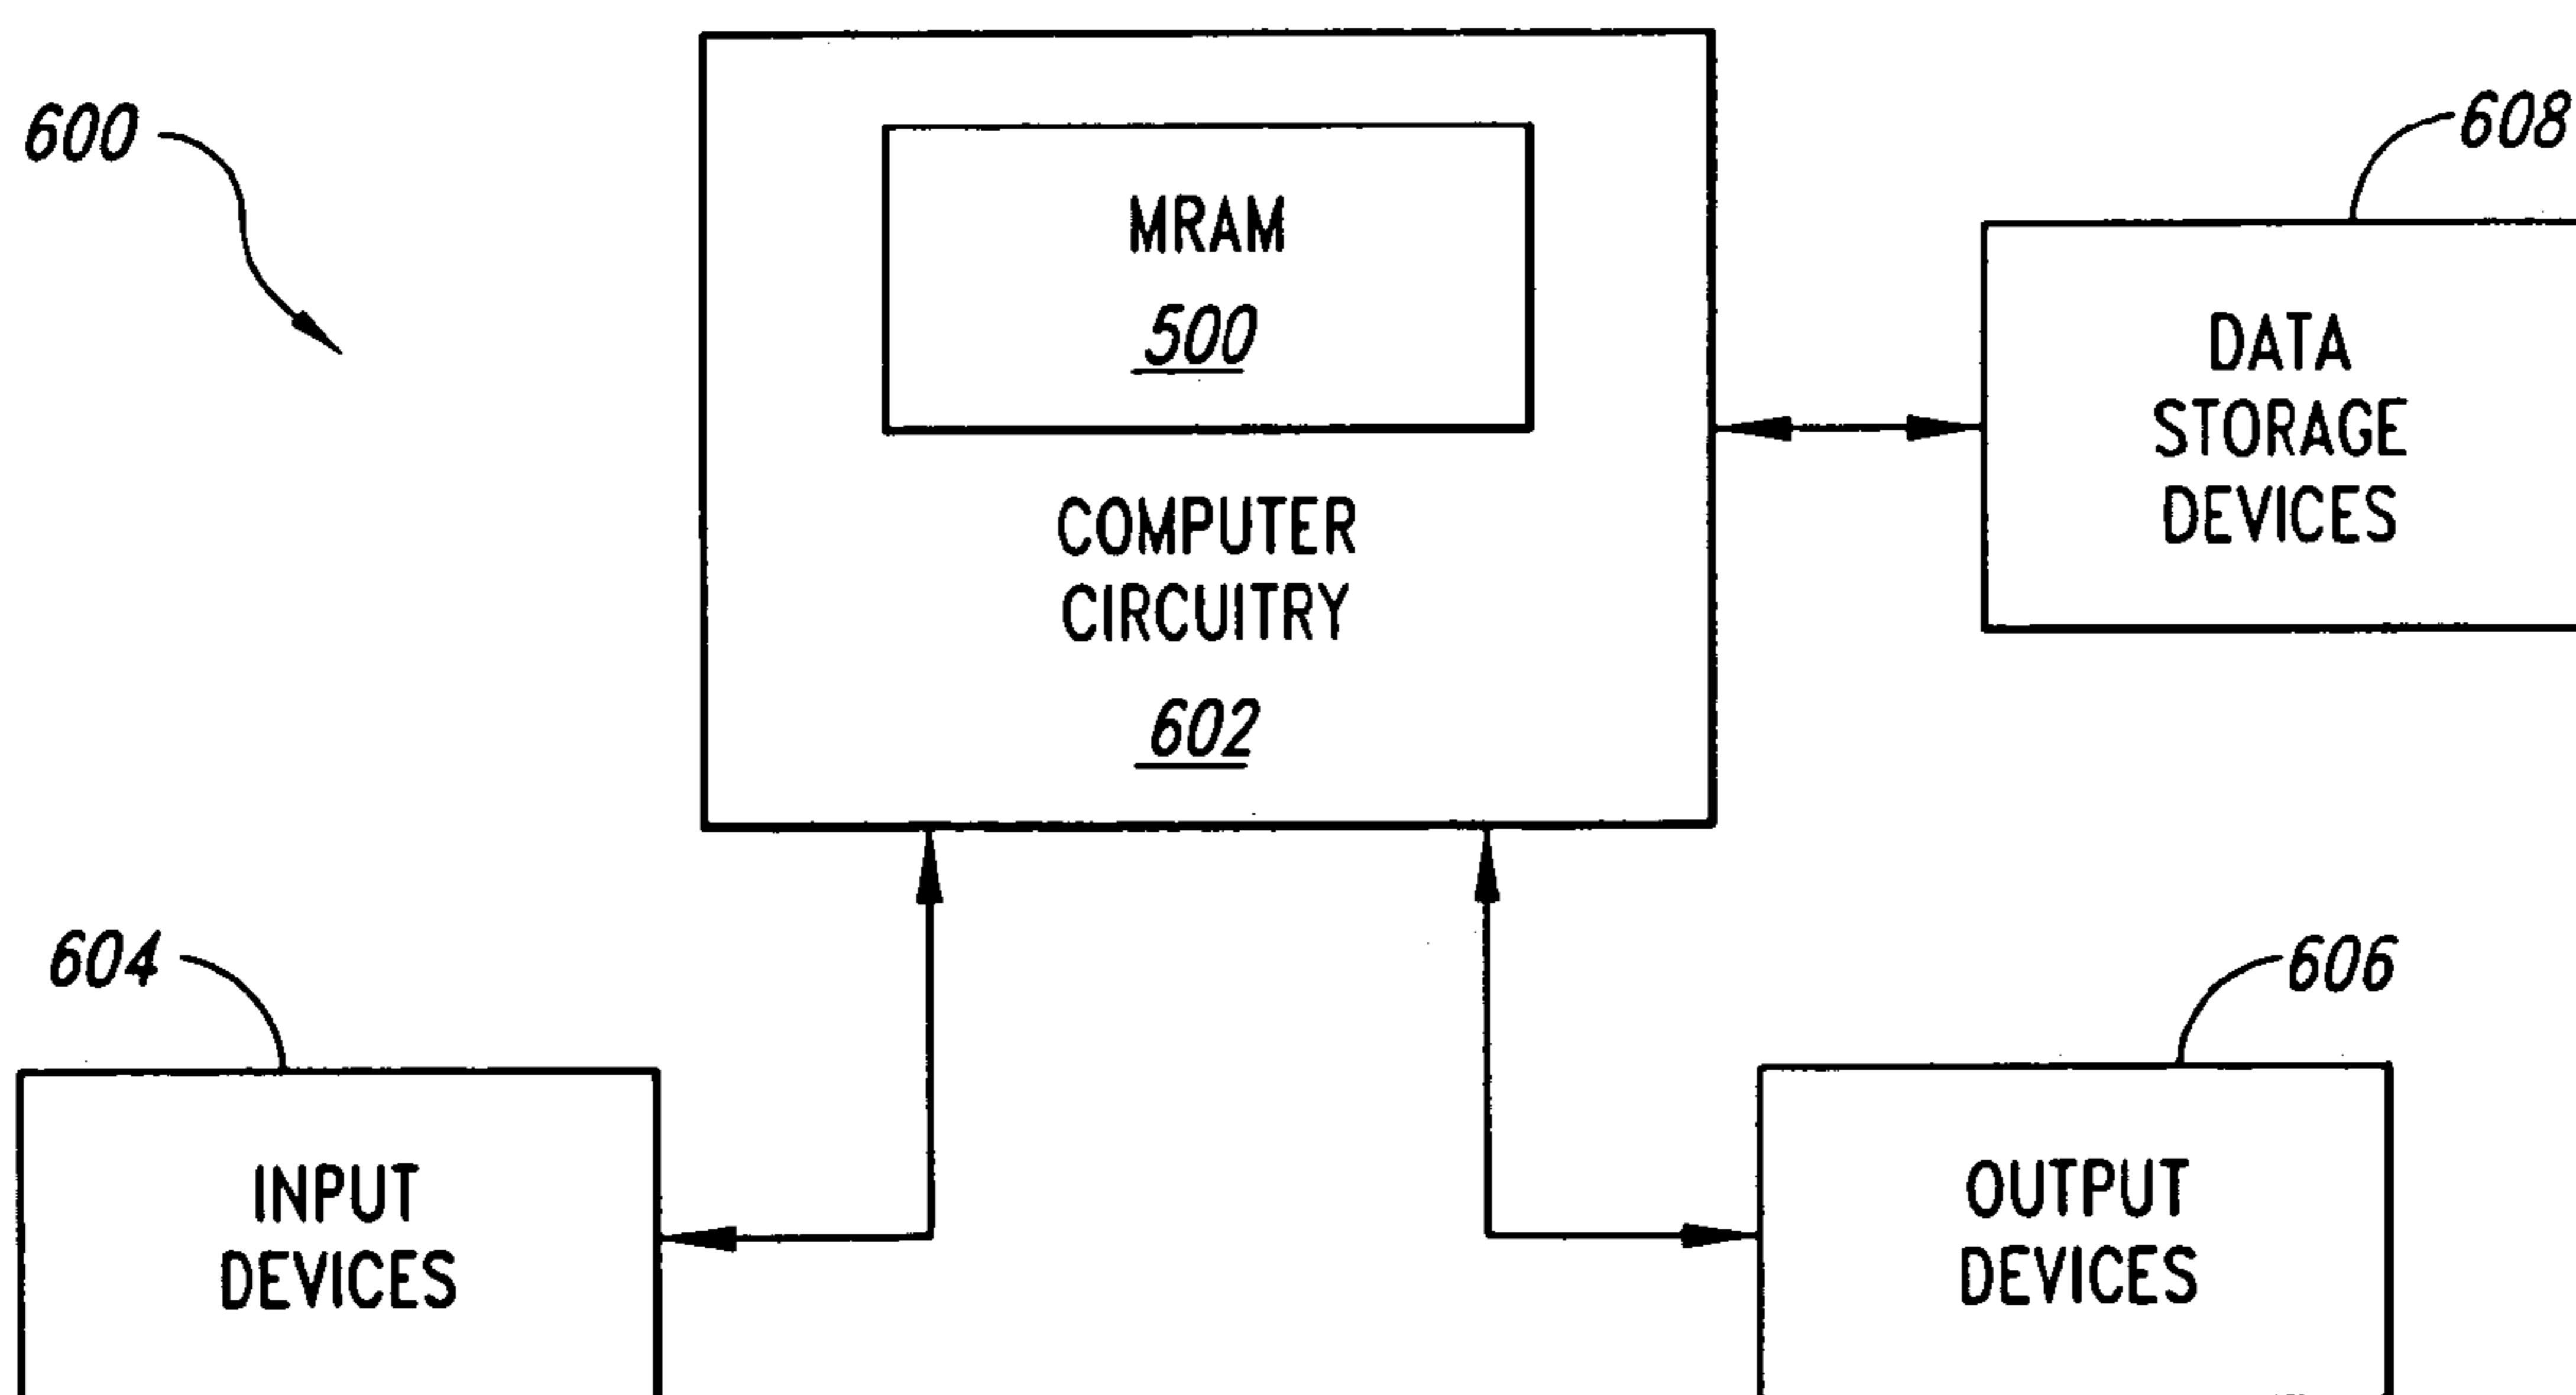 600
MRAM
500
COMPUTER
CIRCUITRY
602
608
DATA
STORAGE
DEVICES
604
INPUT
DEVICES
606
OUTPUT
DEVICES